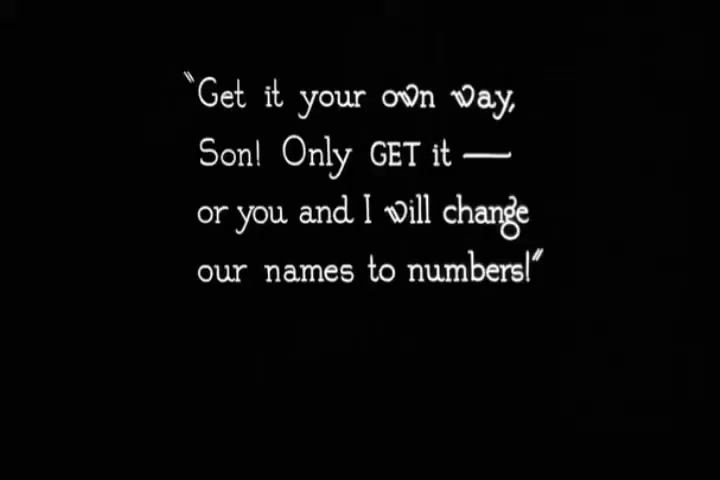 "Get it your own way,
Son! Only GET it —
or you and I will change
our names to numbers!"